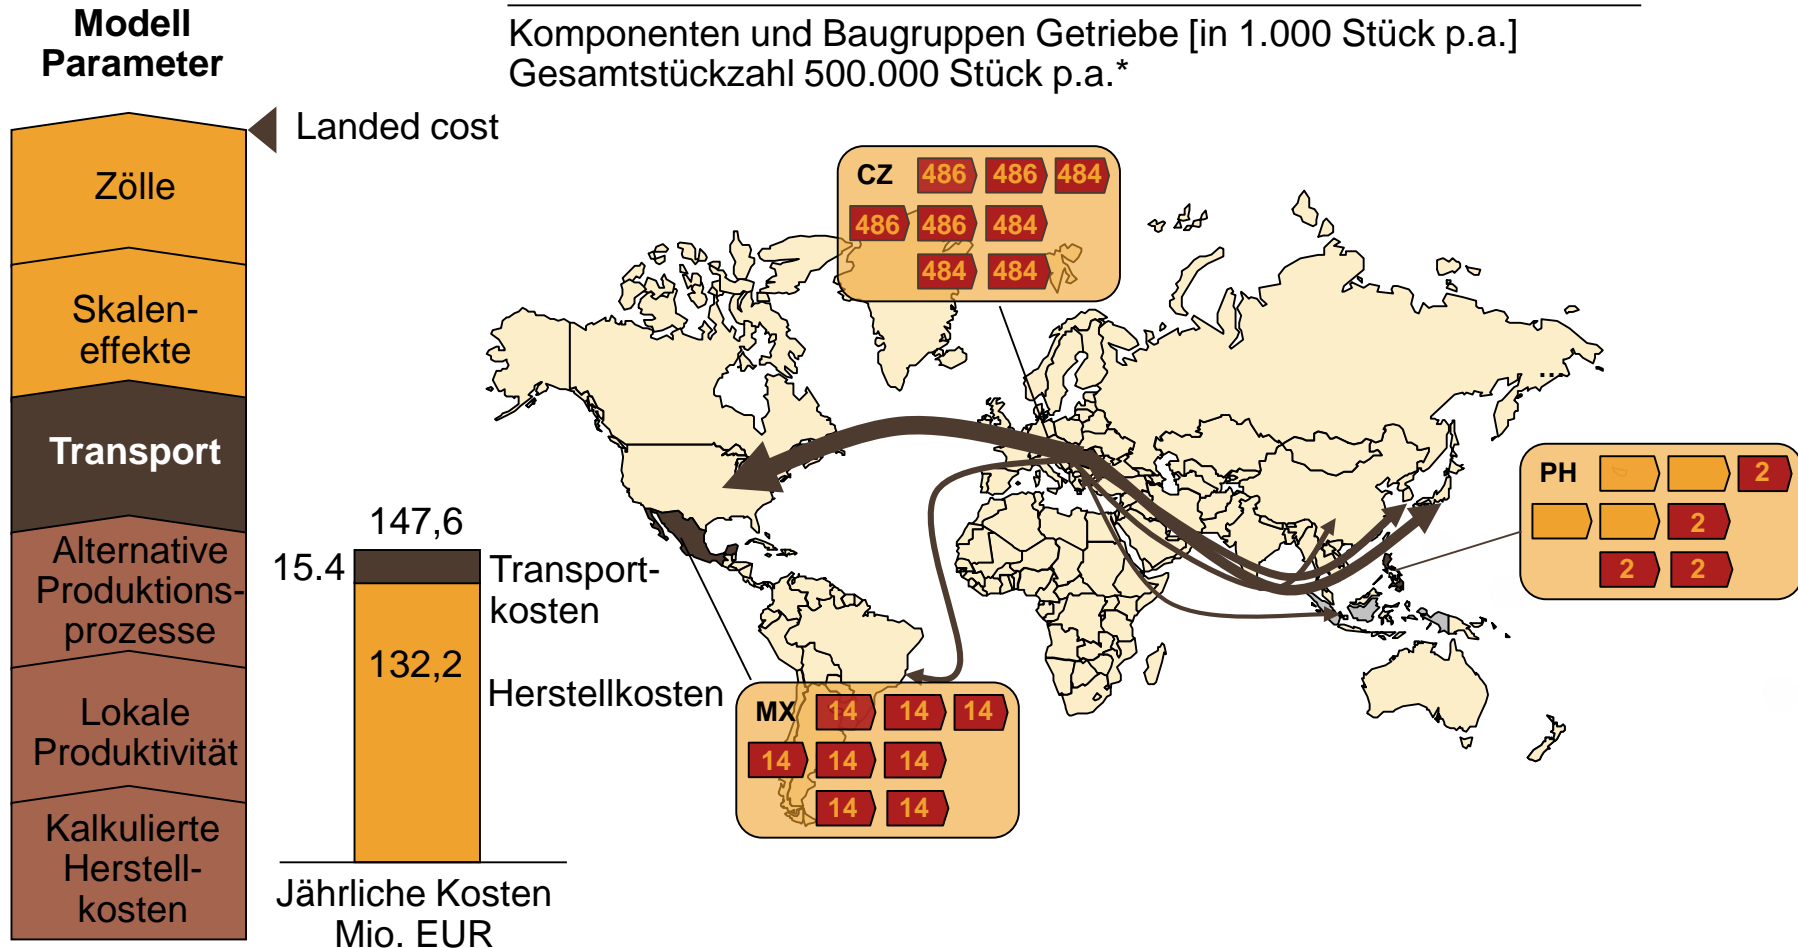 Modell
Parameter
Komponenten und Baugruppen Getriebe [in 1.000 Stück p.a.]
Gesamtstückzahl 500.000 Stück p.a.*
Landed cost
Zölle
Skalen-
effekte
Transport
Alternative
Produktions-
prozesse
Lokale
Produktivität
Kalkulierte
Herstell-
kosten
147,6
15.4
Transport-
kosten
132,2
Herstellkosten
Jährliche Kosten
Mio. EUR
CZ 486 486 484
486 486 484
484 484
...
PH 2
2
2 2
MX 14 14 14
14 14 14
14 14